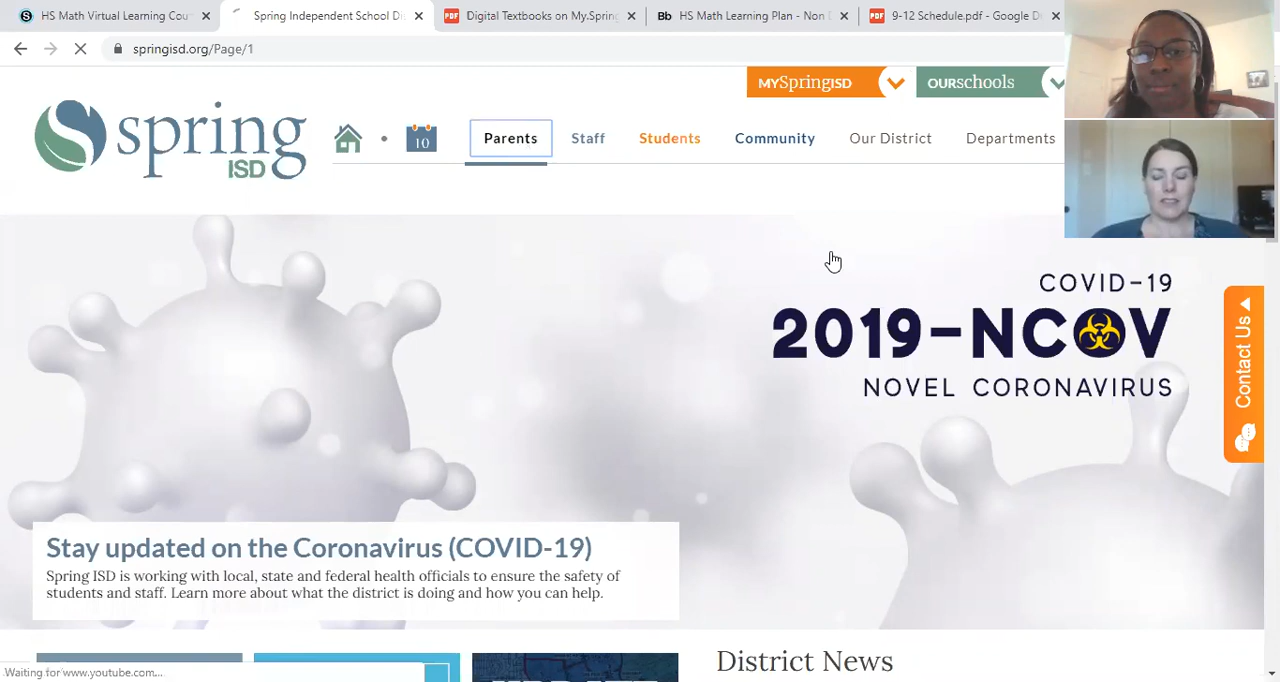 HS Math Virtual Learning Cou
Spring Independent School Di
Digital Textbooks on My.Spring
Bb HS Math Learning Plan - Non
9-12 Schedule.pdf - Google D
springisd.org/Page/1
MYSpringISD
OURschools
spring
ISD
10
Parents
Staff
Students
Community
Our District
Departments
COVID-19
2019-NCOV
NOVEL CORONAVIRUS
Contact Us
Stay updated on the Coronavirus (COVID-19)
Spring ISD is working with local, state and federal health officials to ensure the safety of
students and staff. Learn more about what the district is doing and how you can help.
District News
Waiting for www.youtube.com...